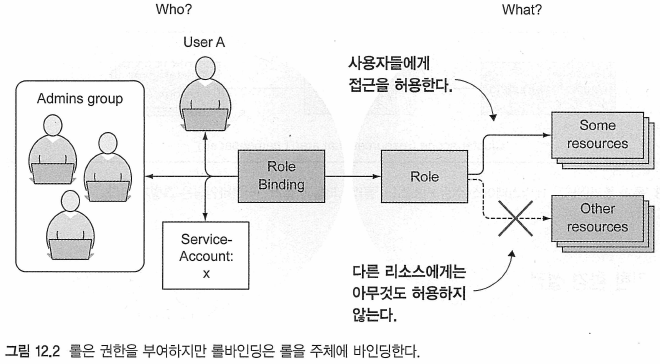 Who?
What?
User A
사용자들에게
접근을 허용한다.
Admins group
Some
resources
Role
Binding
Role
Other
resources
Service-
Account:
x
다른 리소스에게는
아무것도 허용하지
않는다.
그림 12.2 롤은 권한을 부여하지만 롤바인딩은 롤을 주체에 바인딩한다.